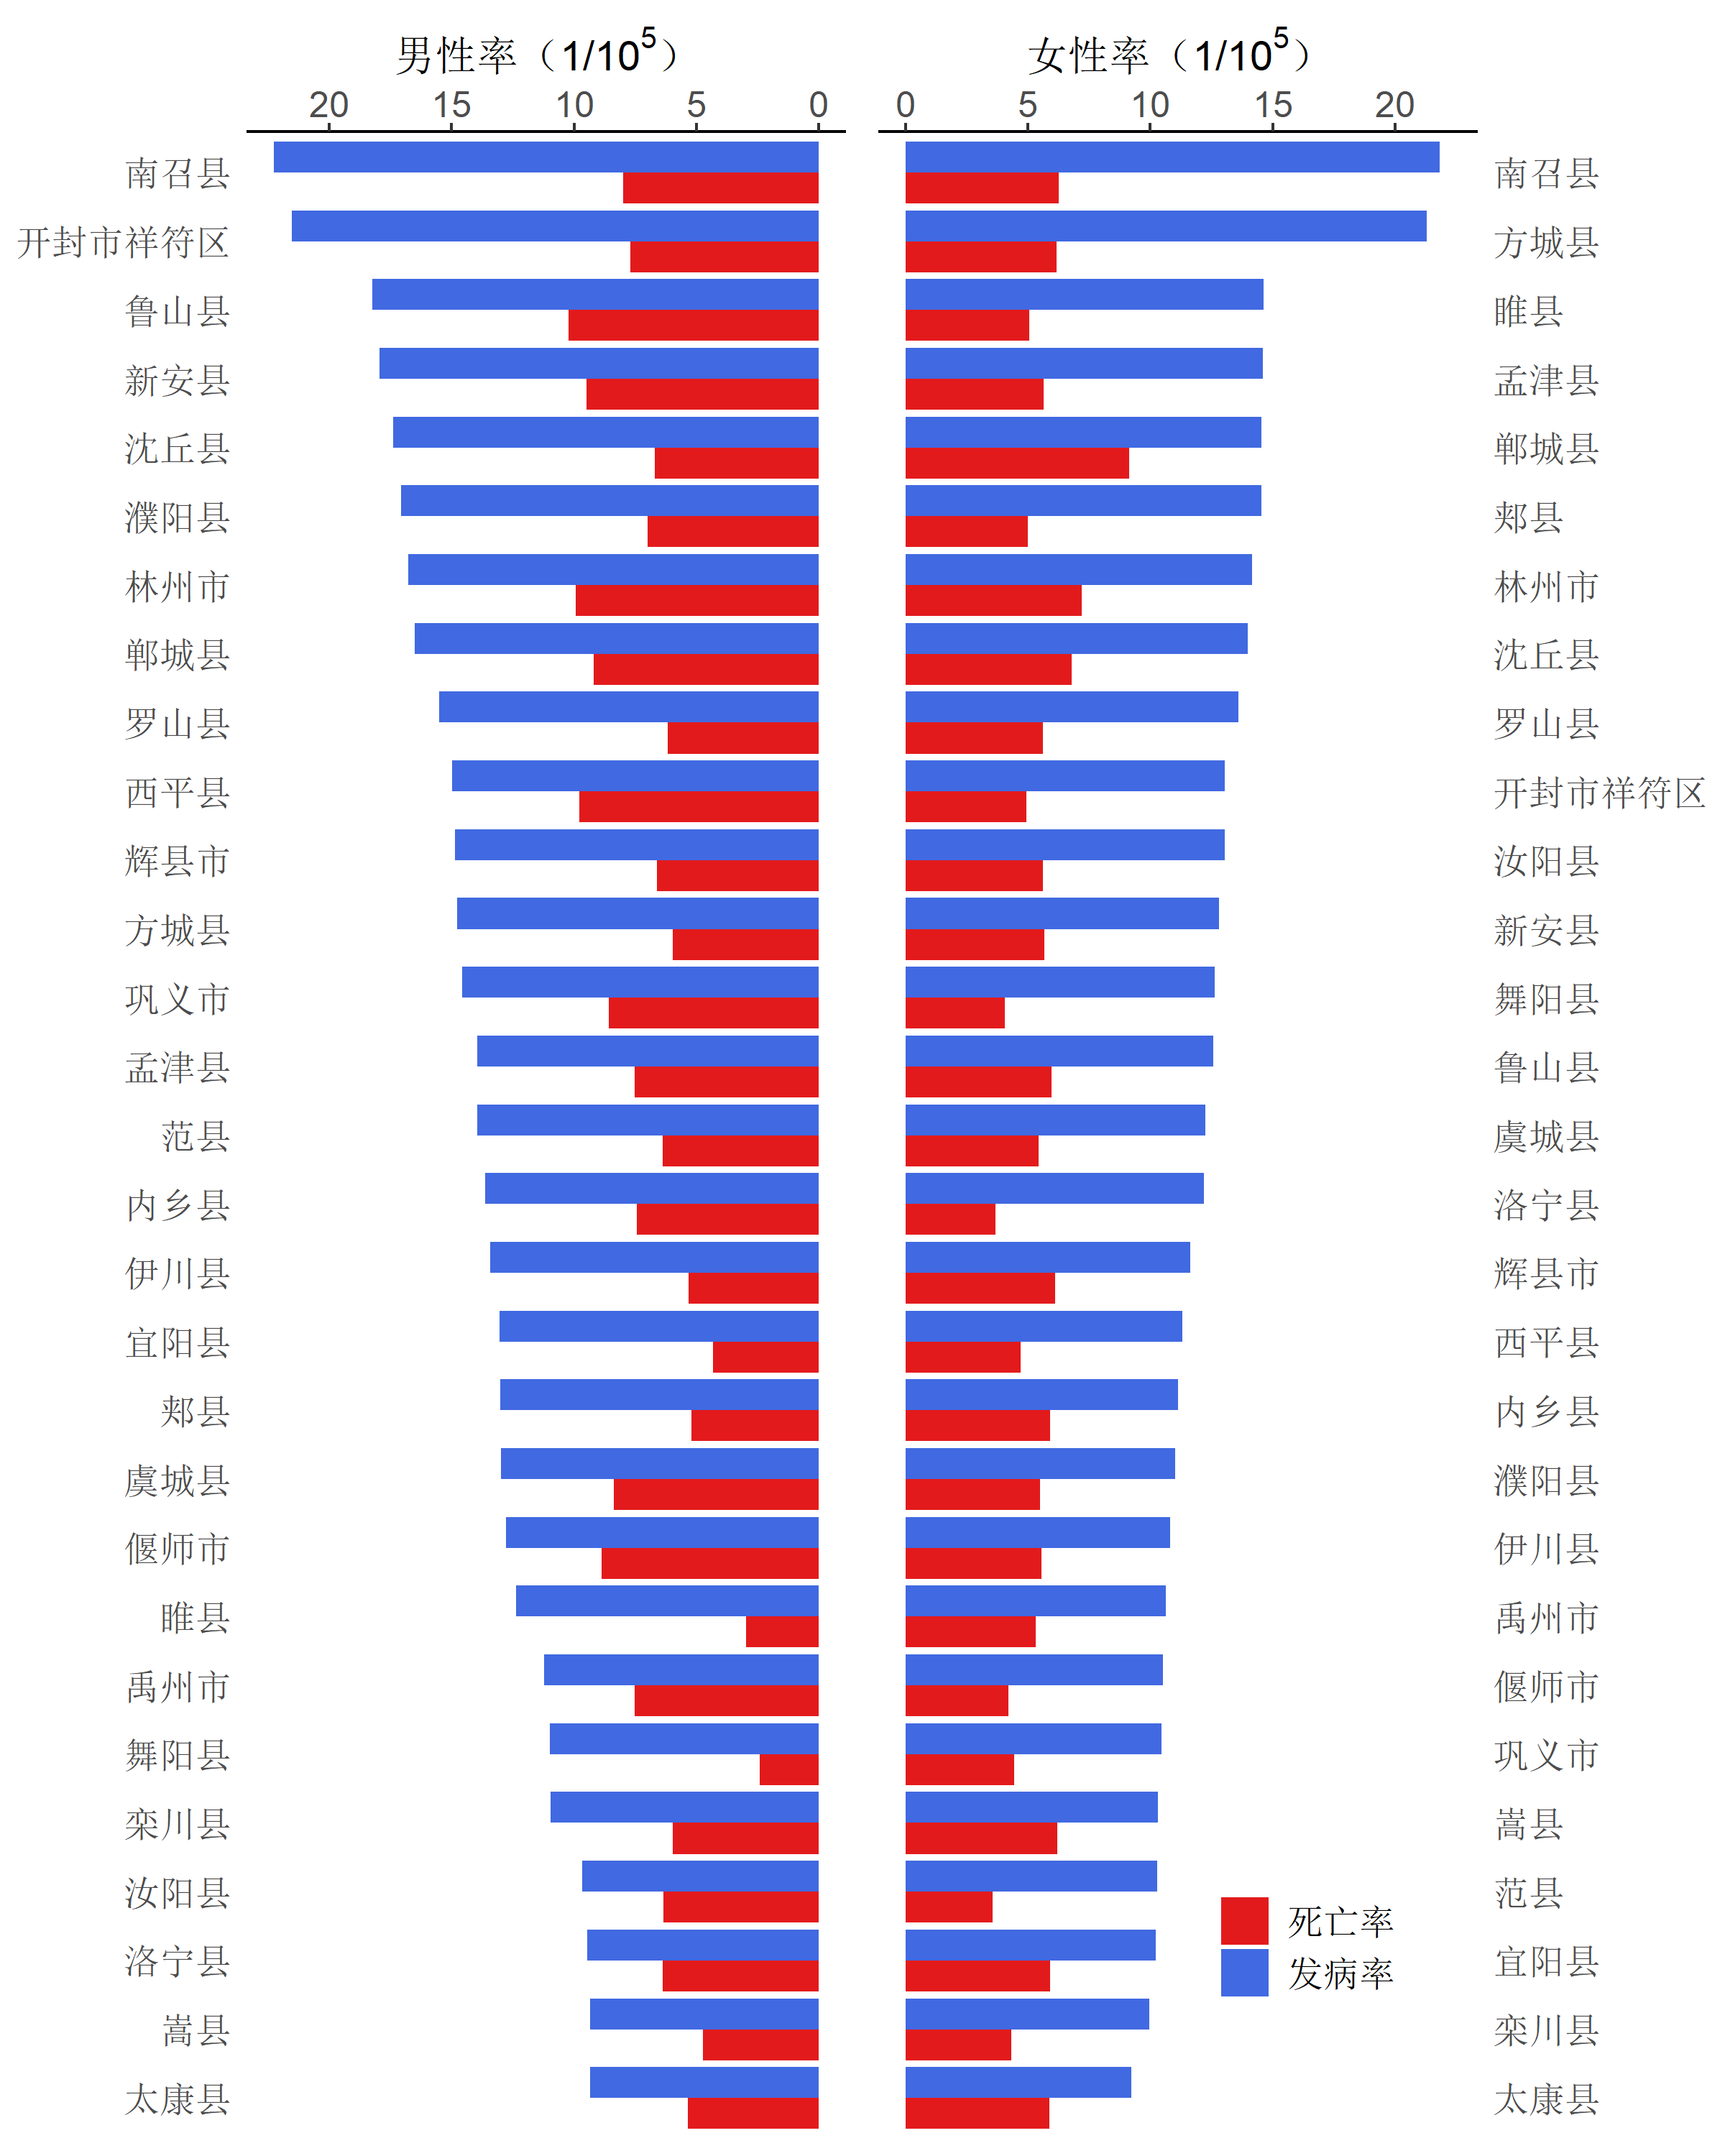 男性率（1/10⁵） 女性率（1/10⁵）
20 15 10 5 0 0 5 10 15 20
南召县 南召县
开封市祥符区 方城县
鲁山县 睢县
新安县 孟津县
沈丘县 郸城县
濮阳县 郏县
林州市 林州市
郸城县 沈丘县
罗山县 罗山县
西平县 开封市祥符区
辉县市 汝阳县
方城县 新安县
巩义市 舞阳县
孟津县 鲁山县
范县 虞城县
内乡县 洛宁县
伊川县 辉县市
宜阳县 西平县
郏县 内乡县
虞城县 濮阳县
偃师市 伊川县
睢县 禹州市
禹州市 偃师市
舞阳县 巩义市
栾川县 嵩县
汝阳县 范县
死亡率
洛宁县 宜阳县
发病率
嵩县 栾川县
太康县 太康县